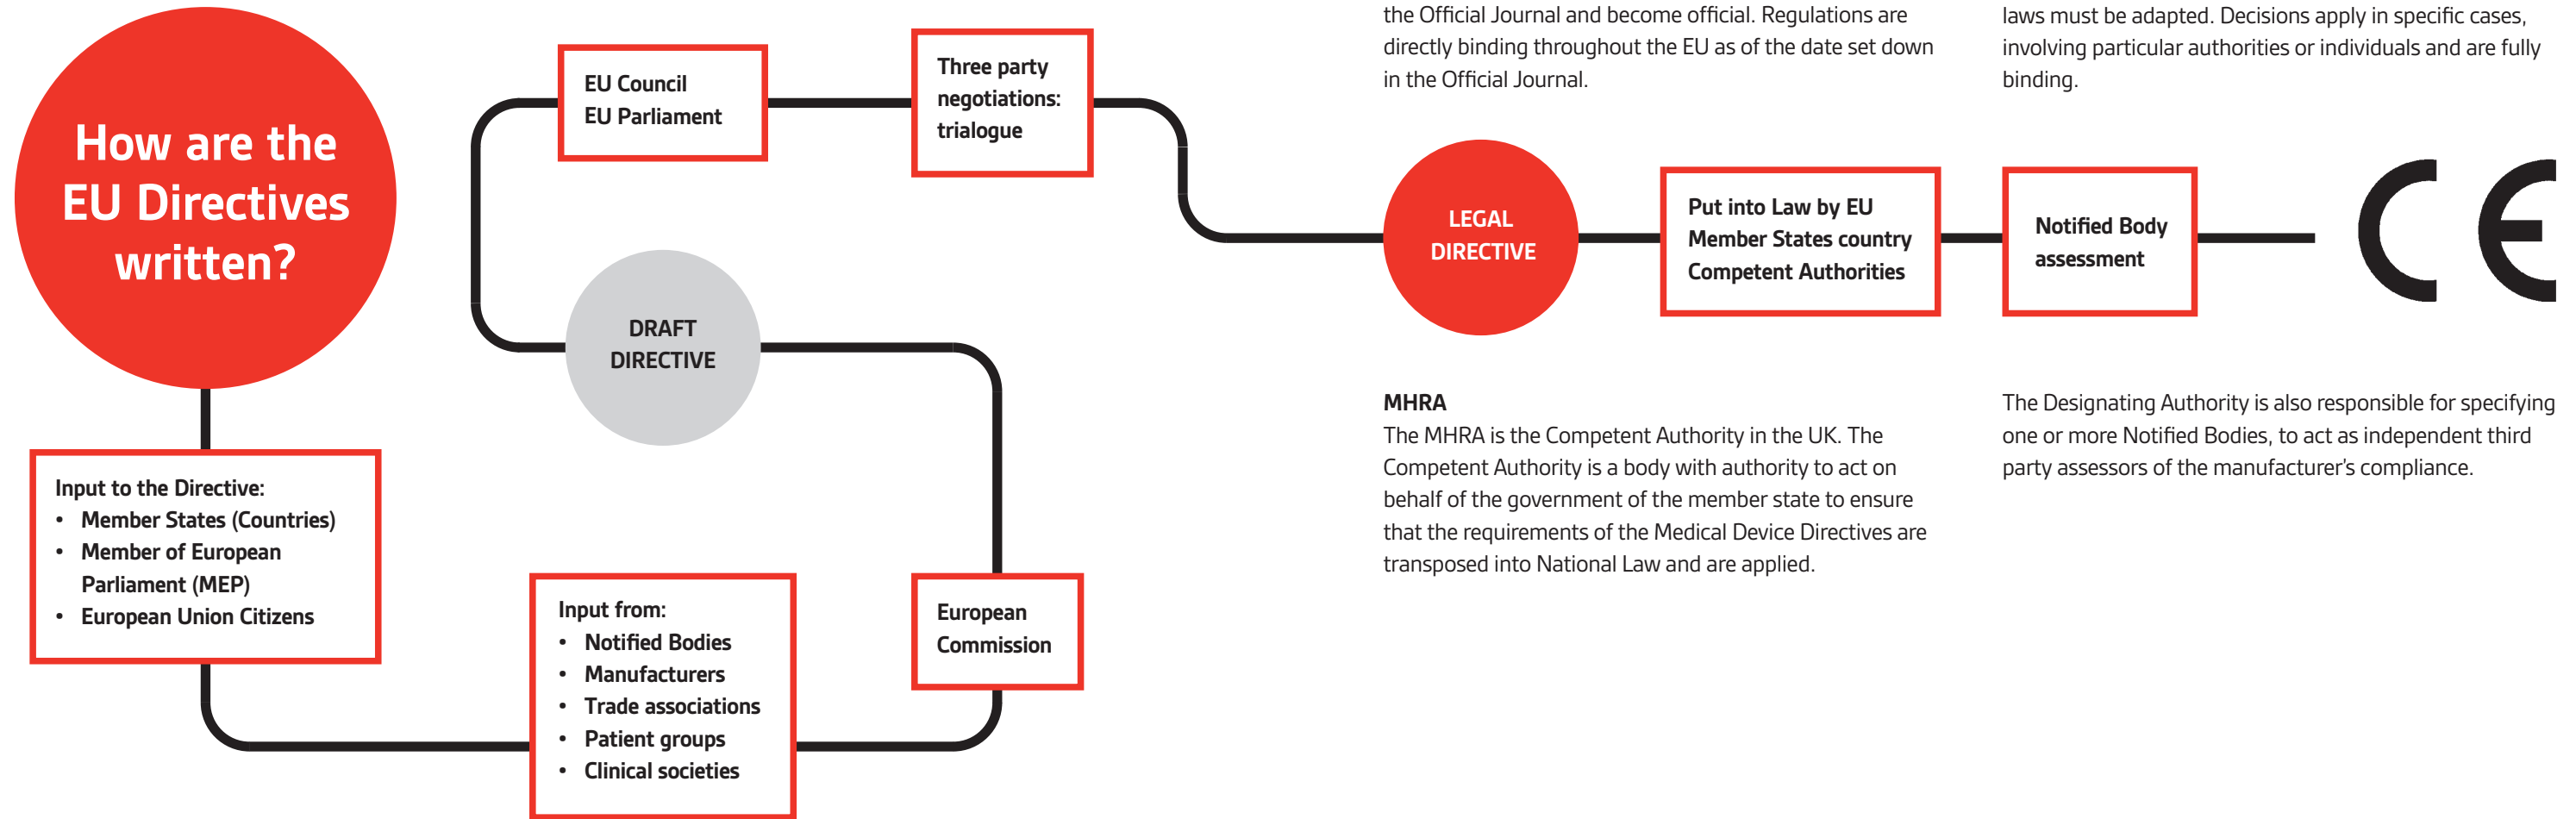 How are the
EU Directives
written?
Input to the Directive:
• Member States (Countries)
• Member of European
Parliament (MEP)
• European Union Citizens
Input from:
• Notified Bodies
• Manufacturers
• Trade associations
• Patient groups
• Clinical societies
European
Commission
DRAFT
DIRECTIVE
EU Council
EU Parliament
Three party
negotiations:
trialogue
LEGAL
DIRECTIVE
Put into Law by EU
Member States country
Competent Authorities
Notified Body
assessment
CE
the Official Journal and become official. Regulations are
directly binding throughout the EU as of the date set down
in the Official Journal.
laws must be adapted. Decisions apply in specific cases,
involving particular authorities or individuals and are fully
binding.
MHRA
The MHRA is the Competent Authority in the UK. The
Competent Authority is a body with authority to act on
behalf of the government of the member state to ensure
that the requirements of the Medical Device Directives are
transposed into National Law and are applied.
The Designating Authority is also responsible for specifying
one or more Notified Bodies, to act as independent third
party assessors of the manufacturer's compliance.